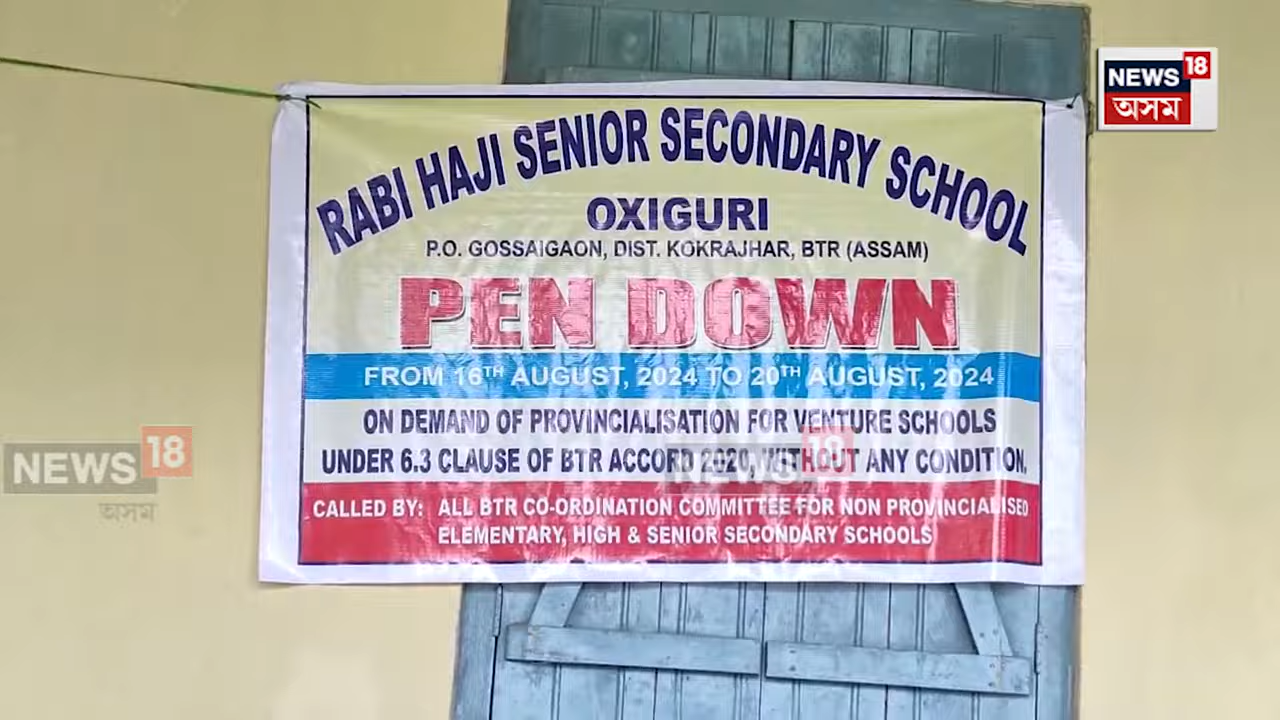 NEWS 18
অসম
RABI HAJI SENIOR SECONDARY SCHOOL
OXIGURI
P.O. GOSSAIGAON, DIST. KOKRAJHAR, BTR (ASSAM)
PEN DOWN
FROM 16TH AUGUST, 2024 TO 20TH AUGUST, 2024
ON DEMAND OF PROVINCIALISATION FOR VENTURE SCHOOLS
UNDER 6.3 CLAUSE OF BTR ACCORD 2020, WITHOUT ANY CONDITION.
CALLED BY: ALL BTR CO-ORDINATION COMMITTEE FOR NON PROVINCIALISED
ELEMENTARY, HIGH & SENIOR SECONDARY SCHOOLS
NEWS 18
অসম
NEWS 18